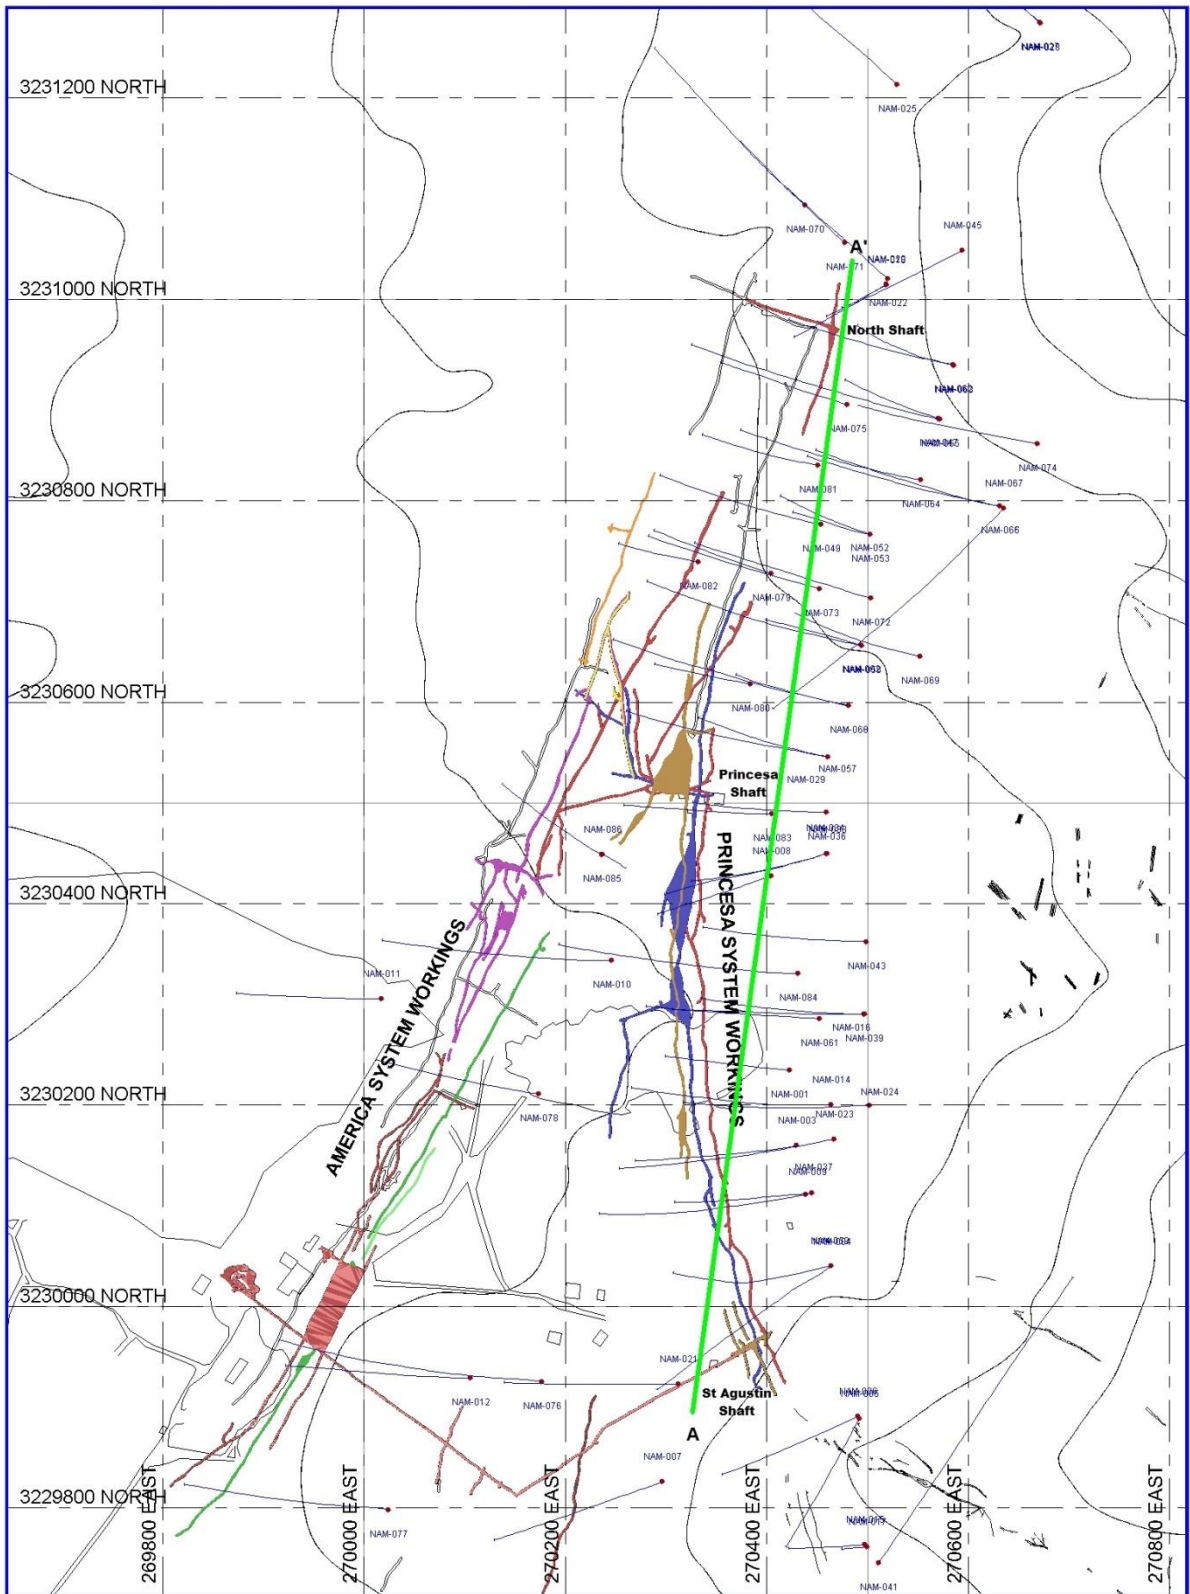 NAM-025
3231200 NORTH
NAM-045
NAM-070
A'
NAM-071
NAM-022
3231000 NORTH
North Shaft
NAM-075
NAM-074
NAM-067
NAM-081
NAM-064
NAM-066
3230800 NORTH
NAM-049
NAM-052
NAM-053
NAM-082
NAM-079
NAM-073
NAM-072
NAM-069
3230600 NORTH
NAM-080
NAM-068
NAM-057
Princesa
Shaft
NAM-029
NAM-086
NAM-083
NAM-036
NAM-008
NAM-085
3230400 NORTH
PRINCESA SYSTEM WORKINGS
AMERICA SYSTEM WORKINGS
NAM-043
NAM-011
NAM-010
NAM-084
NAM-016
NAM-039
NAM-061
NAM-014
NAM-001
NAM-024
3230200 NORTH
NAM-078
NAM-003
NAM-023
3230000 NORTH
NAM-021
NAM-012
NAM-076
St Agustin
Shaft
A
NAM-007
3229800 NORTH
NAM-077
NAM-041
269800 EAST
270000 EAST
270200 EAST
270400 EAST
270600 EAST
270800 EAST